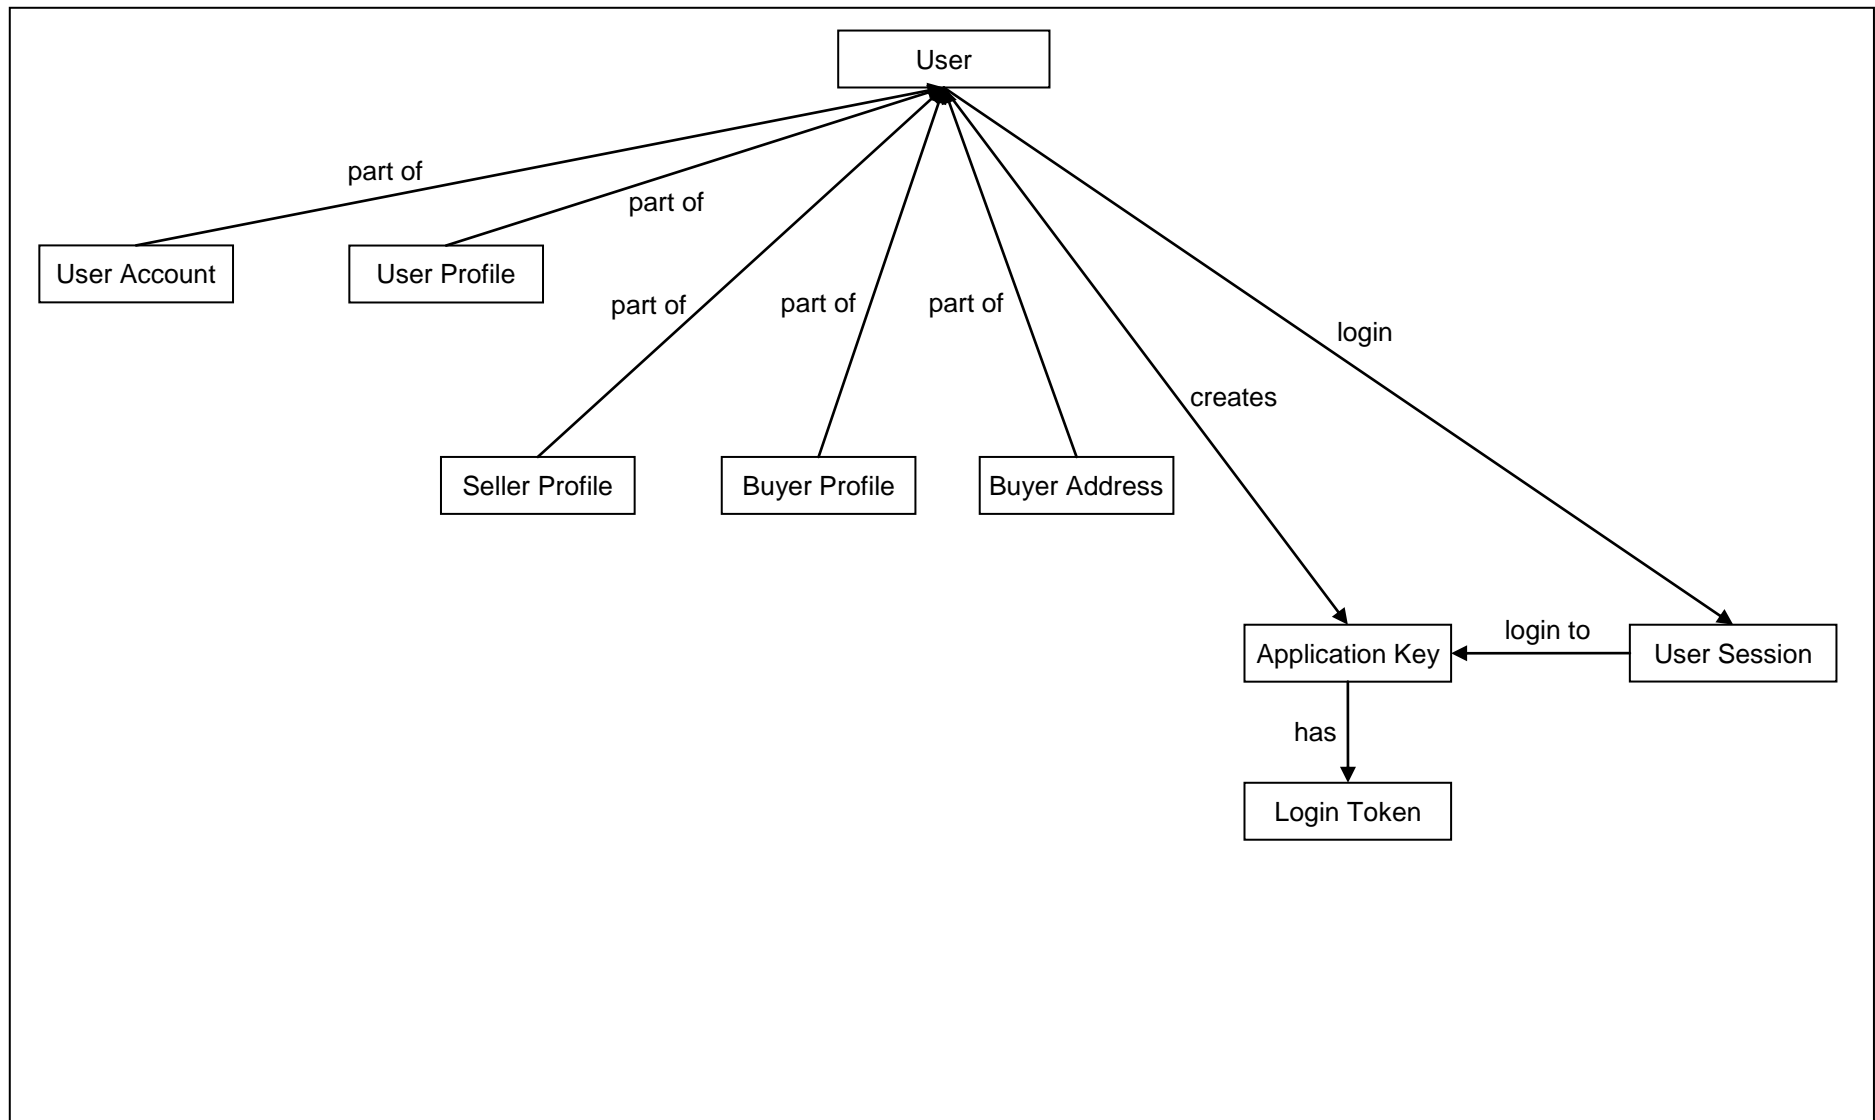 User
part of
part of
User Account
User Profile
part of
part of
part of
login
creates
Seller Profile
Buyer Profile
Buyer Address
login to
Application Key
User Session
has
Login Token